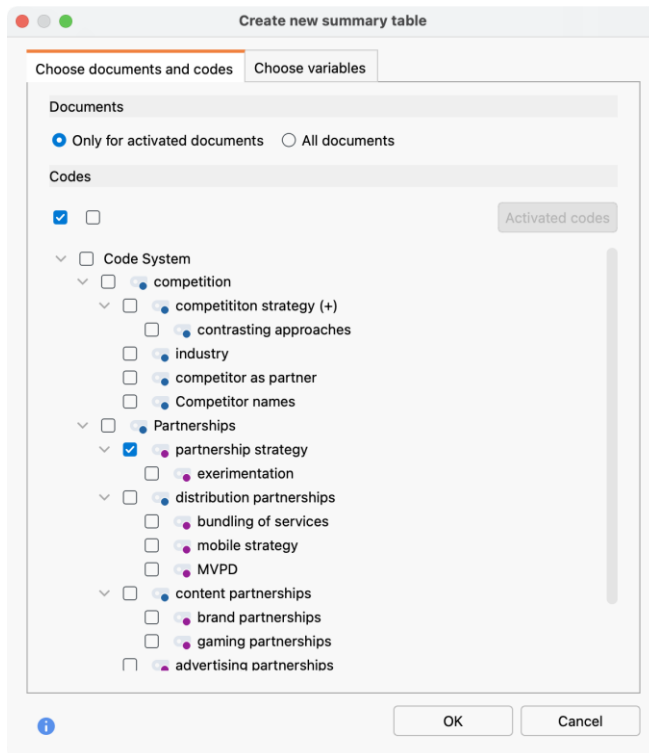 Create new summary table
Choose documents and codes
Choose variables
Documents
Only for activated documents
All documents
Codes
Activated codes
Code System
competition
competititon strategy (+)
contrasting approaches
industry
competitor as partner
Competitor names
Partnerships
partnership strategy
exerimentation
distribution partnerships
bundling of services
mobile strategy
MVPD
content partnerships
brand partnerships
gaming partnerships
advertising partnerships
OK
Cancel